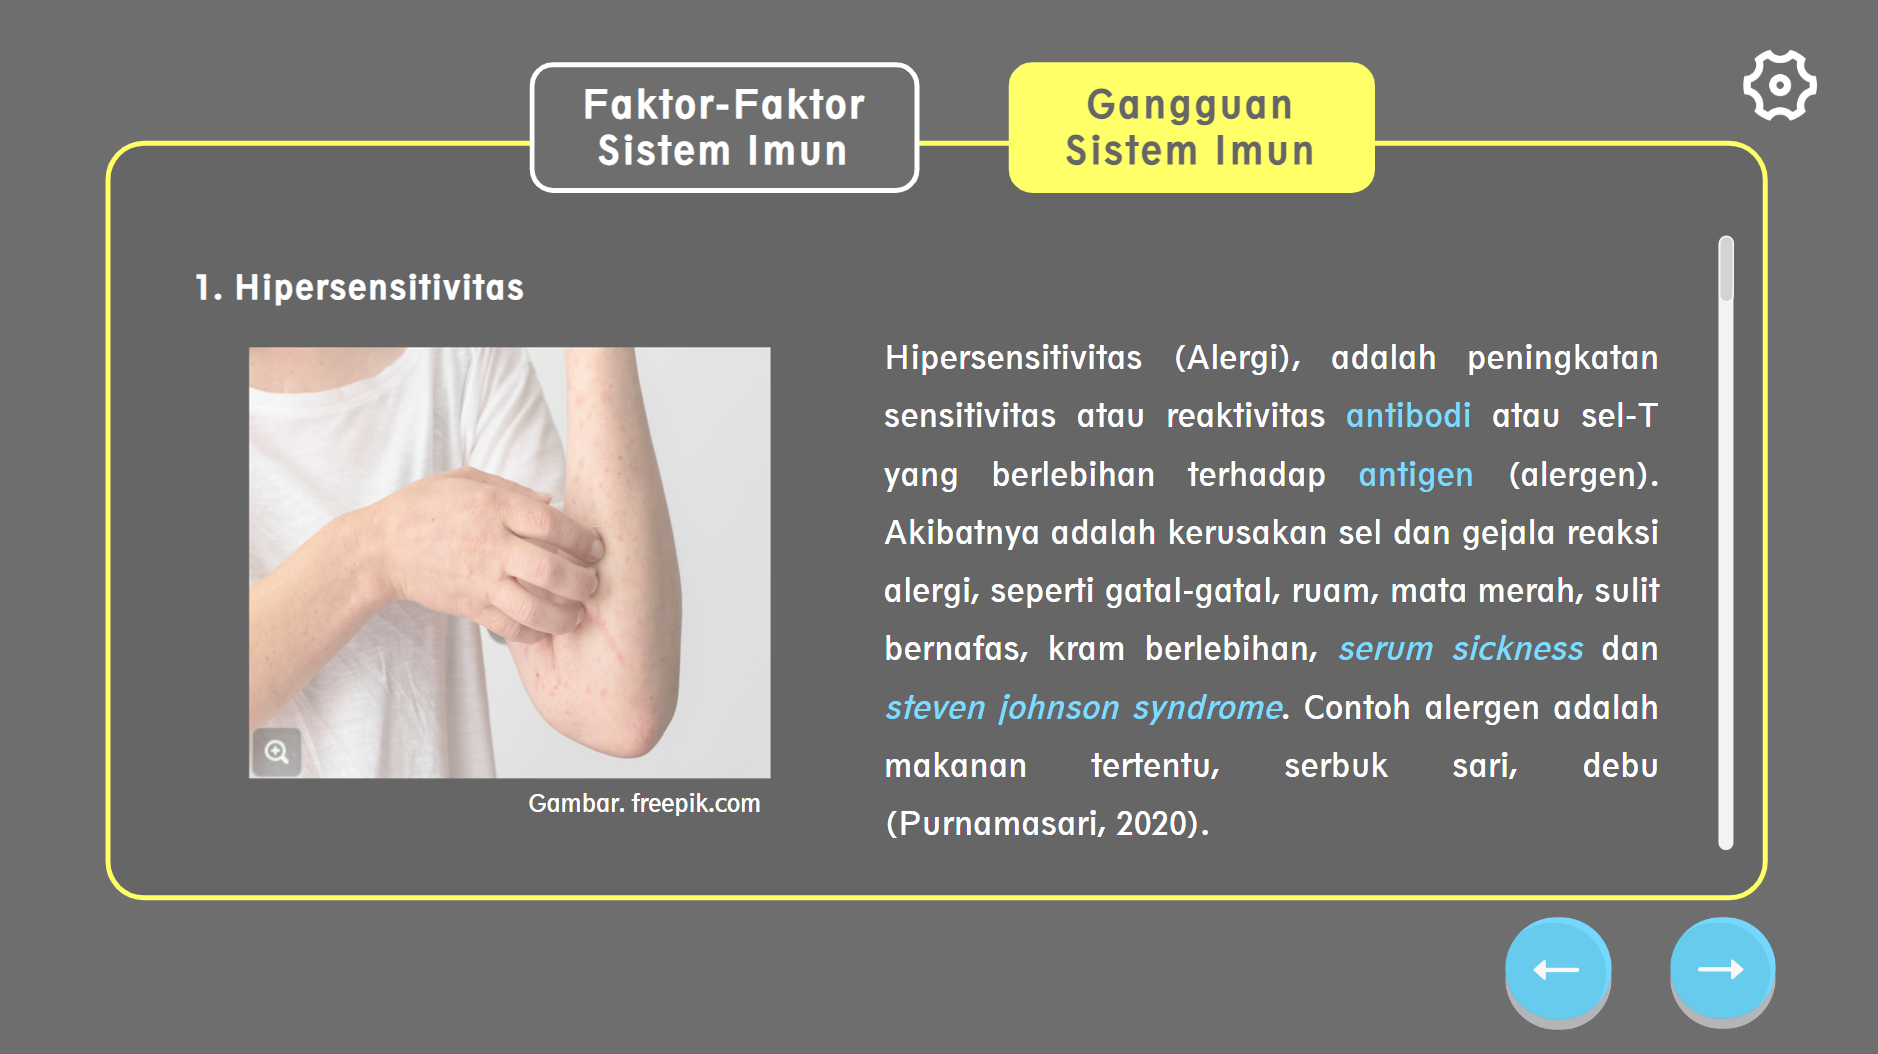 Faktor-Faktor
Sistem Imun
Gangguan
Sistem Imun
1. Hipersensitivitas
Gambar. freepik.com
Hipersensitivitas (Alergi), adalah peningkatan
sensitivitas atau reaktivitas antibodi atau sel-T
yang berlebihan terhadap antigen (alergen).
Akibatnya adalah kerusakan sel dan gejala reaksi
alergi, seperti gatal-gatal, ruam, mata merah, sulit
bernafas, kram berlebihan, serum sickness dan
steven johnson syndrome. Contoh alergen adalah
makanan tertentu, serbuk sari, debu
(Purnamasari, 2020).